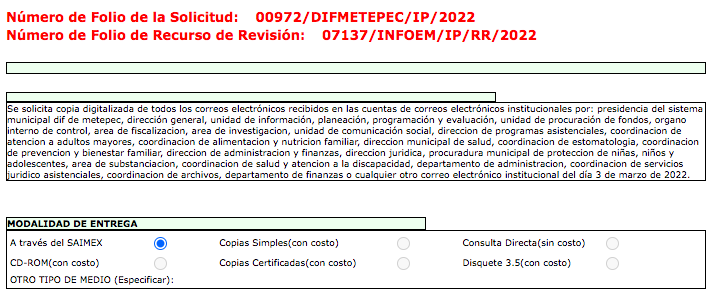 Número de Folio de la Solicitud: 00972/DIFMETEPEC/IP/2022
Número de Folio de Recurso de Revisión: 07137/INFOEM/IP/RR/2022
Se solicita copia digitalizada de todos los correos electrónicos recibidos en las cuentas de correos electrónicos institucionales por: presidencia del sistema
municipal dif de metepec, dirección general, unidad de información, planeación, programación y evaluación, unidad de procuración de fondos, organo
interno de control, area de fiscalizacion, area de investigacion, unidad de comunicación social, direccion de programas asistenciales, coordinacion de
atencion a adultos mayores, coordinacion de alimentacion y nutricion familiar, direccion municipal de salud, coordinacion de estomatologia, coordinacion
de prevencion y bienestar familiar, direccion de administracion y finanzas, direccion juridica, procuradura municipal de proteccion de niñas, niños y
adolescentes, area de substanciacion, coordinacion de salud y atencion a la discapacidad, departamento de administracion, coordinacion de servicios
juridico asistenciales, coordinacion de archivos, departamento de finanzas o cualquier otro correo electrónico institucional del día 3 de marzo de 2022.
MODALIDAD DE ENTREGA
A través del SAIMEX Copias Simples(con costo) Consulta Directa(sin costo)
CD-ROM(con costo) Copias Certificadas(con costo) Disquete 3.5(con costo)
OTRO TIPO DE MEDIO (Especificar):